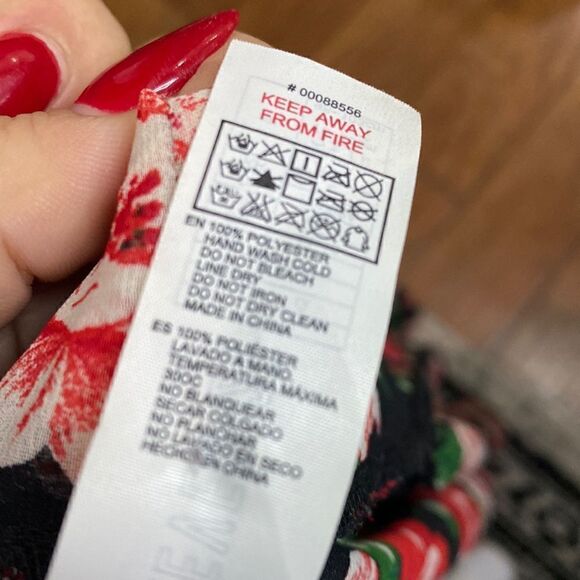 # 00088556
KEEP AWAY
FROM FIRE
EN 100% POLYESTER
HAND WASH COLD
DO NOT BLEACH
LINE DRY
DO NOT IRON
DO NOT DRY CLEAN
MADE IN CHINA
ES 100% POLIÉSTER
LAVADO A MANO
TEMPERATURA MÁXIMA
30OC
NO BLANQUEAR
SECAR COLGADO
NO PLANCHAR
NO LAVADO EN SECO
HECHO EN CHINA